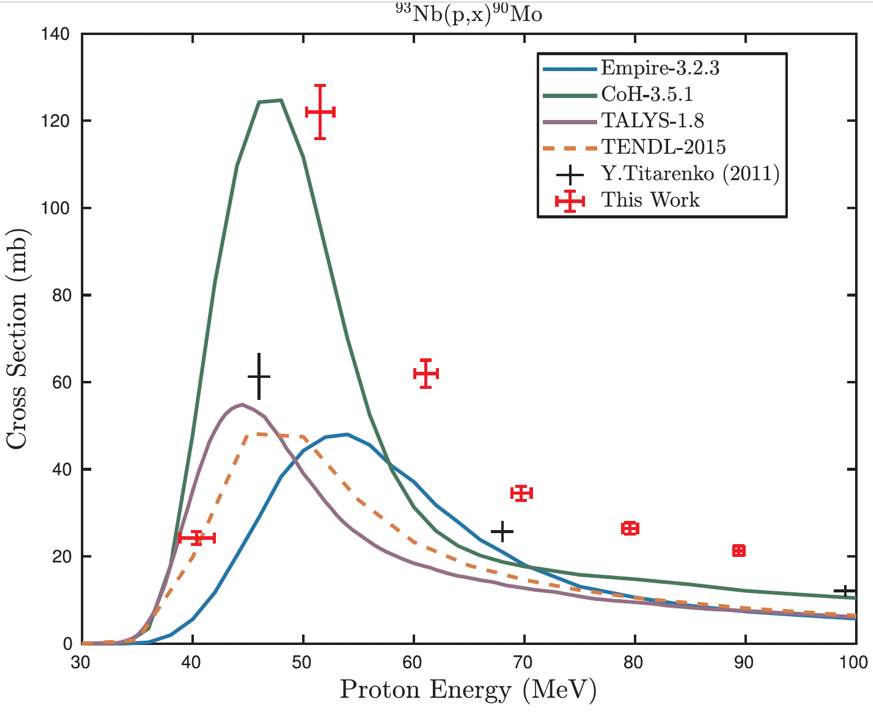 ⁹³Nb(p,x)⁹⁰Mo
140
120
100
80
60
40
20
0
Cross Section (mb)
Empire-3.2.3
CoH-3.5.1
TALYS-1.8
TENDL-2015
Y.Titarenko (2011)
This Work
30 40 50 60 70 80 90 100
Proton Energy (MeV)